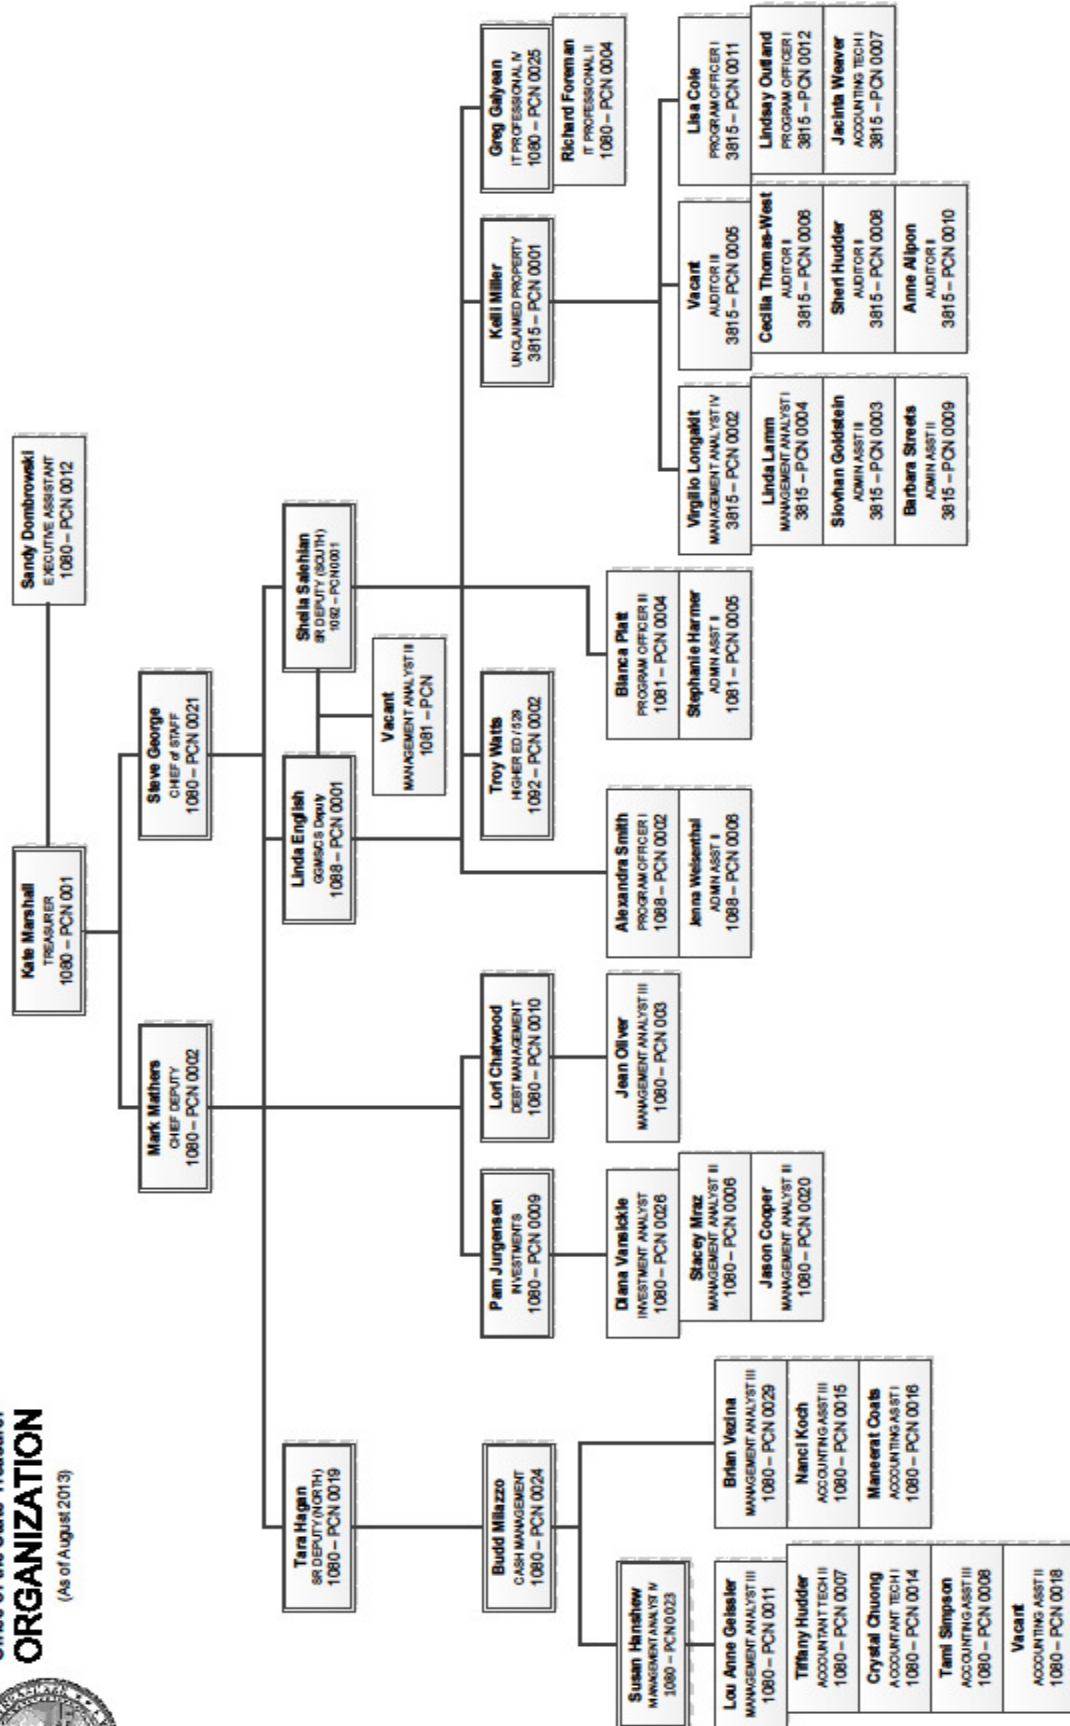 Office of the State Treasurer
ORGANIZATION
(As of August 2013)
Kate Marshall
TREASURER
1080 – PCN 001
Sandy Dombrowski
EXECUTIVE ASSISTANT
1080 – PCN 0012
Mark Mathers
CHIEF DEPUTY
1080 – PCN 0002
Steve George
CHIEF of STAFF
1080 – PCN 0021
Tara Hagan
SR DEPUTY (NORTH)
1080 – PCN 0019
Linda English
GGMS/CS Deputy
1088 – PCN 0001
Sheila Salehian
SR DEPUTY (SOUTH)
1092 – PCN0001
Vacant
MANAGEMENT ANALYST III
1081 – PCN
Budd Milazzo
CASH MANAGEMENT
1080 – PCN 0024
Pam Jurgensen
INVESTMENTS
1080 – PCN 0009
Lori Chatwood
DEBT MANAGEMENT
1080 – PCN 0010
Troy Watts
HIGHER ED / 529
1092 – PCN 0002
Kelli Miller
UNCLAIMED PROPERTY
3815 – PCN 0001
Greg Galyean
IT PROFESSIONAL IV
1080 – PCN 0025
Richard Foreman
IT PROFESSIONAL II
1080 – PCN 0004
Susan Hanshew
MANAGEMENT ANALYST IV
1080 – PCN0023
Lou Anne Geissler
MANAGEMENT ANALYST III
1080 – PCN 0011
Tiffany Hudder
ACCOUNTANT TECH II
1080 – PCN 0007
Crystal Chuong
ACCOUNTANT TECH I
1080 – PCN 0014
Tami Simpson
ACCOUNTING ASST III
1080 – PCN 0008
Vacant
ACCOUNTING ASST II
1080 – PCN 0018
Brian Vezina
MANAGEMENT ANALYST III
1080 – PCN 0029
Nanci Koch
ACCOUNTING ASST III
1080 – PCN 0015
Maneerat Coats
ACCOUNTING ASST I
1080 – PCN 0016
Diana Vansickle
INVESTMENT ANALYST
1080 – PCN 0026
Stacey Mraz
MANAGEMENT ANALYST III
1080 – PCN 0006
Jason Cooper
MANAGEMENT ANALYST III
1080 – PCN 0020
Jean Oliver
MANAGEMENT ANALYST III
1080 – PCN 003
Alexandra Smith
PROGRAM OFFICER I
1088 – PCN 0002
Jenna Weisenthal
ADMIN ASST II
1088 – PCN 0006
Blanca Platt
PROGRAM OFFICER III
1081 – PCN 0004
Stephanie Harmer
ADMIN ASST II
1081 – PCN 0005
Virgilio Longakit
MANAGEMENT ANALYST IV
3815 – PCN 0002
Linda Lamm
MANAGEMENT ANALYST I
3815 – PCN 0004
Siovhan Goldstein
ADMIN ASST II
3815 – PCN 0003
Barbara Streets
ADMIN ASST II
3815 – PCN 0009
Vacant
AUDITOR III
3815 – PCN 0005
Cecilia Thomas-West
AUDITOR II
3815 – PCN 0006
Sheri Hudder
AUDITOR II
3815 – PCN 0008
Anne Alipon
AUDITOR II
3815 – PCN 0010
Lisa Cole
PROGRAM OFFICER I
3815 – PCN 0011
Lindsay Outland
PROGRAM OFFICER I
3815 – PCN 0012
Jacinta Weaver
ACCOUNTING TECH I
3815 – PCN 0007